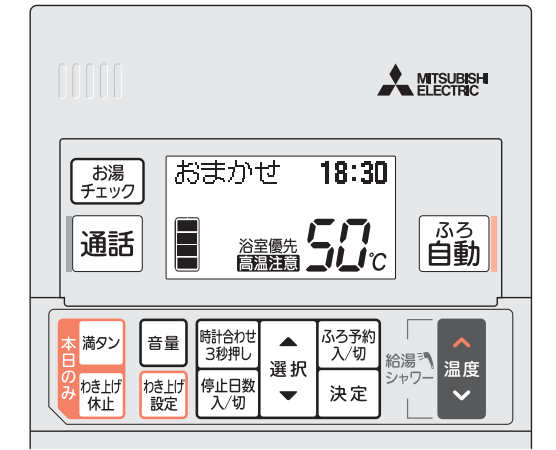 MITSUBISHI
ELECTRIC
お湯
チェック
おまかせ 18:30
通話
浴室優先
高温注意
50℃
ふろ
自動
本日のみ
満タン
わき上げ
休止
音量
わき上げ
設定
時計合わせ
3秒押し
停止日数
入/切
選択
ふろ予約
入/切
決定
給湯
シャワー
温度